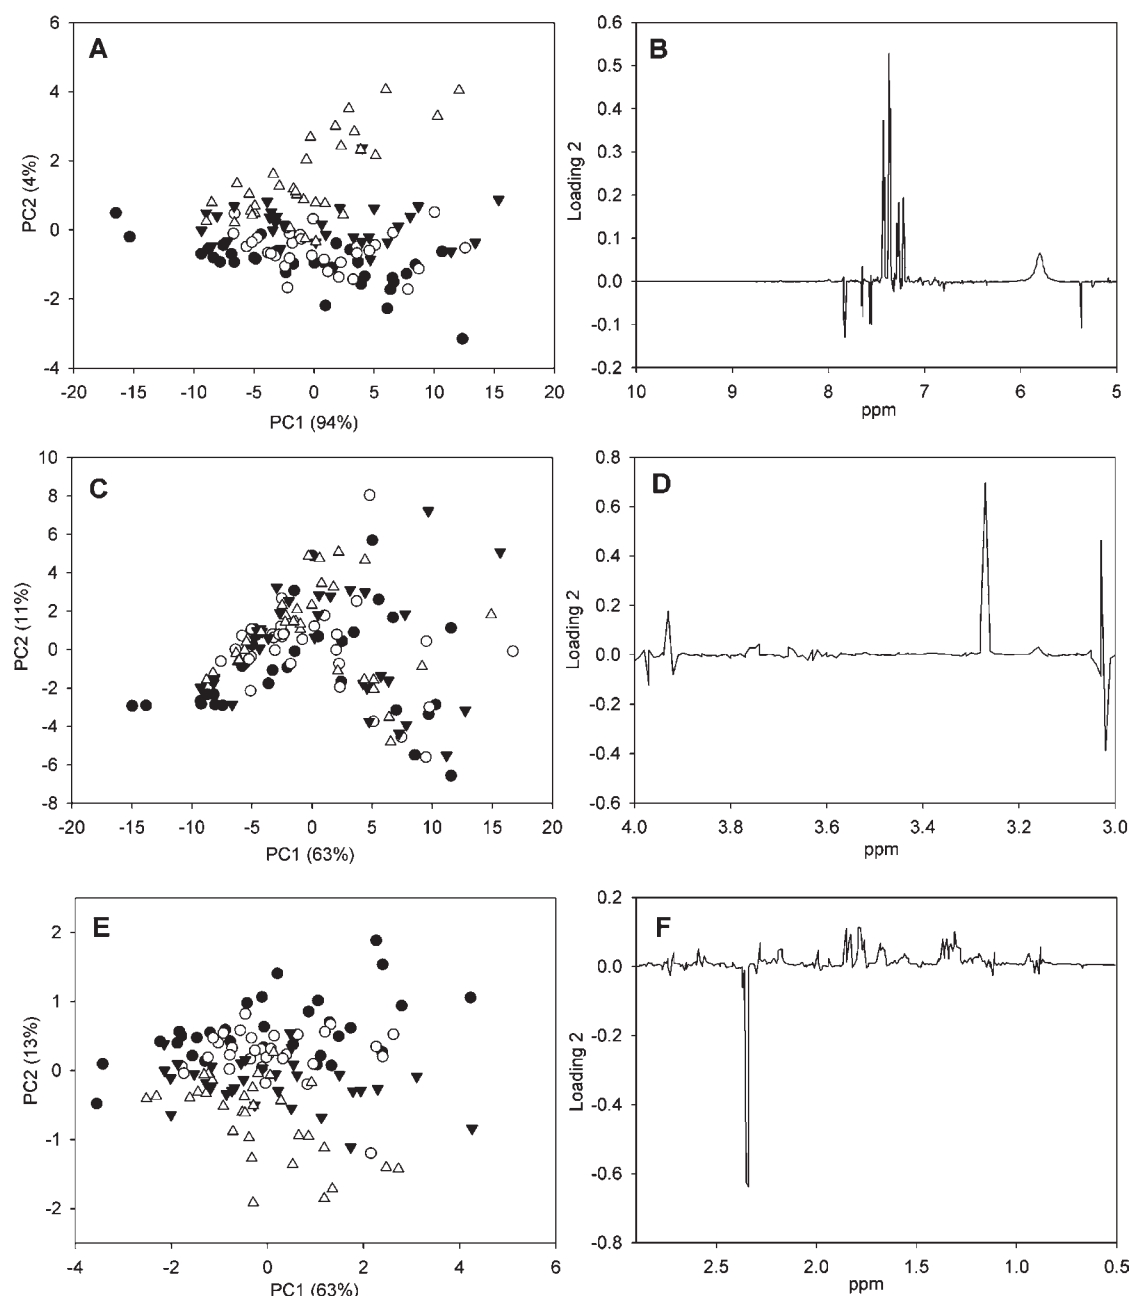 A
6
4
2
0
-2
-4
PC2 (4%)
-20 -15 -10 -5 0 5 10 15 20
PC1 (94%)
B
0.6
0.5
0.4
0.3
0.2
0.1
0.0
-0.1
-0.2
Loading 2
10 9 8 7 6 5
ppm
C
10
8
6
4
2
0
-2
-4
-6
-8
PC2 (11%)
-20 -15 -10 -5 0 5 10 15 20
PC1 (63%)
D
0.8
0.6
0.4
0.2
0.0
-0.2
-0.4
-0.6
Loading 2
4.0 3.8 3.6 3.4 3.2 3.0
ppm
E
2
1
0
-1
-2
PC2 (13%)
-4 -2 0 2 4 6
PC1 (63%)
F
0.2
0.0
-0.2
-0.4
-0.6
-0.8
Loading 2
2.5 2.0 1.5 1.0 0.5
ppm